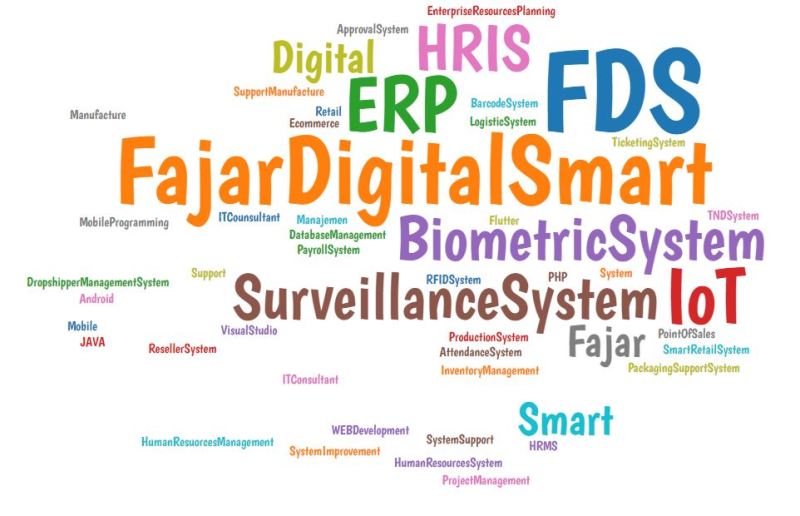 EnterpriseResourcesPlanning
ApprovalSystem
HRIS
Digital
FDS
SupportManufacture
ERP
BarcodeSystem
Retail
Manufacture
Ecommerce
LogisticSystem
TicketingSystem
FajarDigitalSmart
MobileProgramming
ITCounsultant
Manajemen
Flutter
TNDSystem
DatabaseManagement
BiometricSystem
PayrollSystem
DropshipperManagementSystem
Support
RFIDSystem
PHP
System
Android
SurveillanceSystem
IoT
Mobile
VisualStudio
JAVA
ResellerSystem
ProductionSystem
Fajar
PointOfSales
AttendanceSystem
SmartRetailSystem
ITConsultant
InventoryManagement
PackagingSupportSystem
Smart
WEBDevelopment
HumanResuorcesManagement
SystemSupport
HRMS
SystemImprovement
HumanResourcesSystem
ProjectManagement